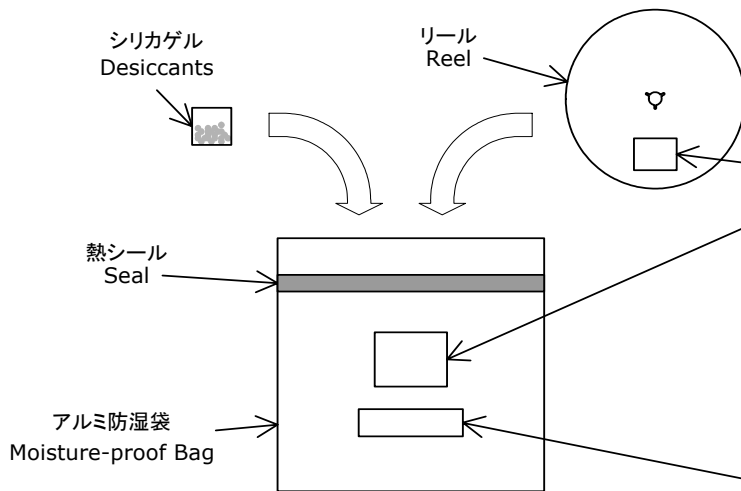 シリカゲル
Desiccants
リール
Reel
熱シール
Seal
アルミ防湿袋
Moisture-proof Bag